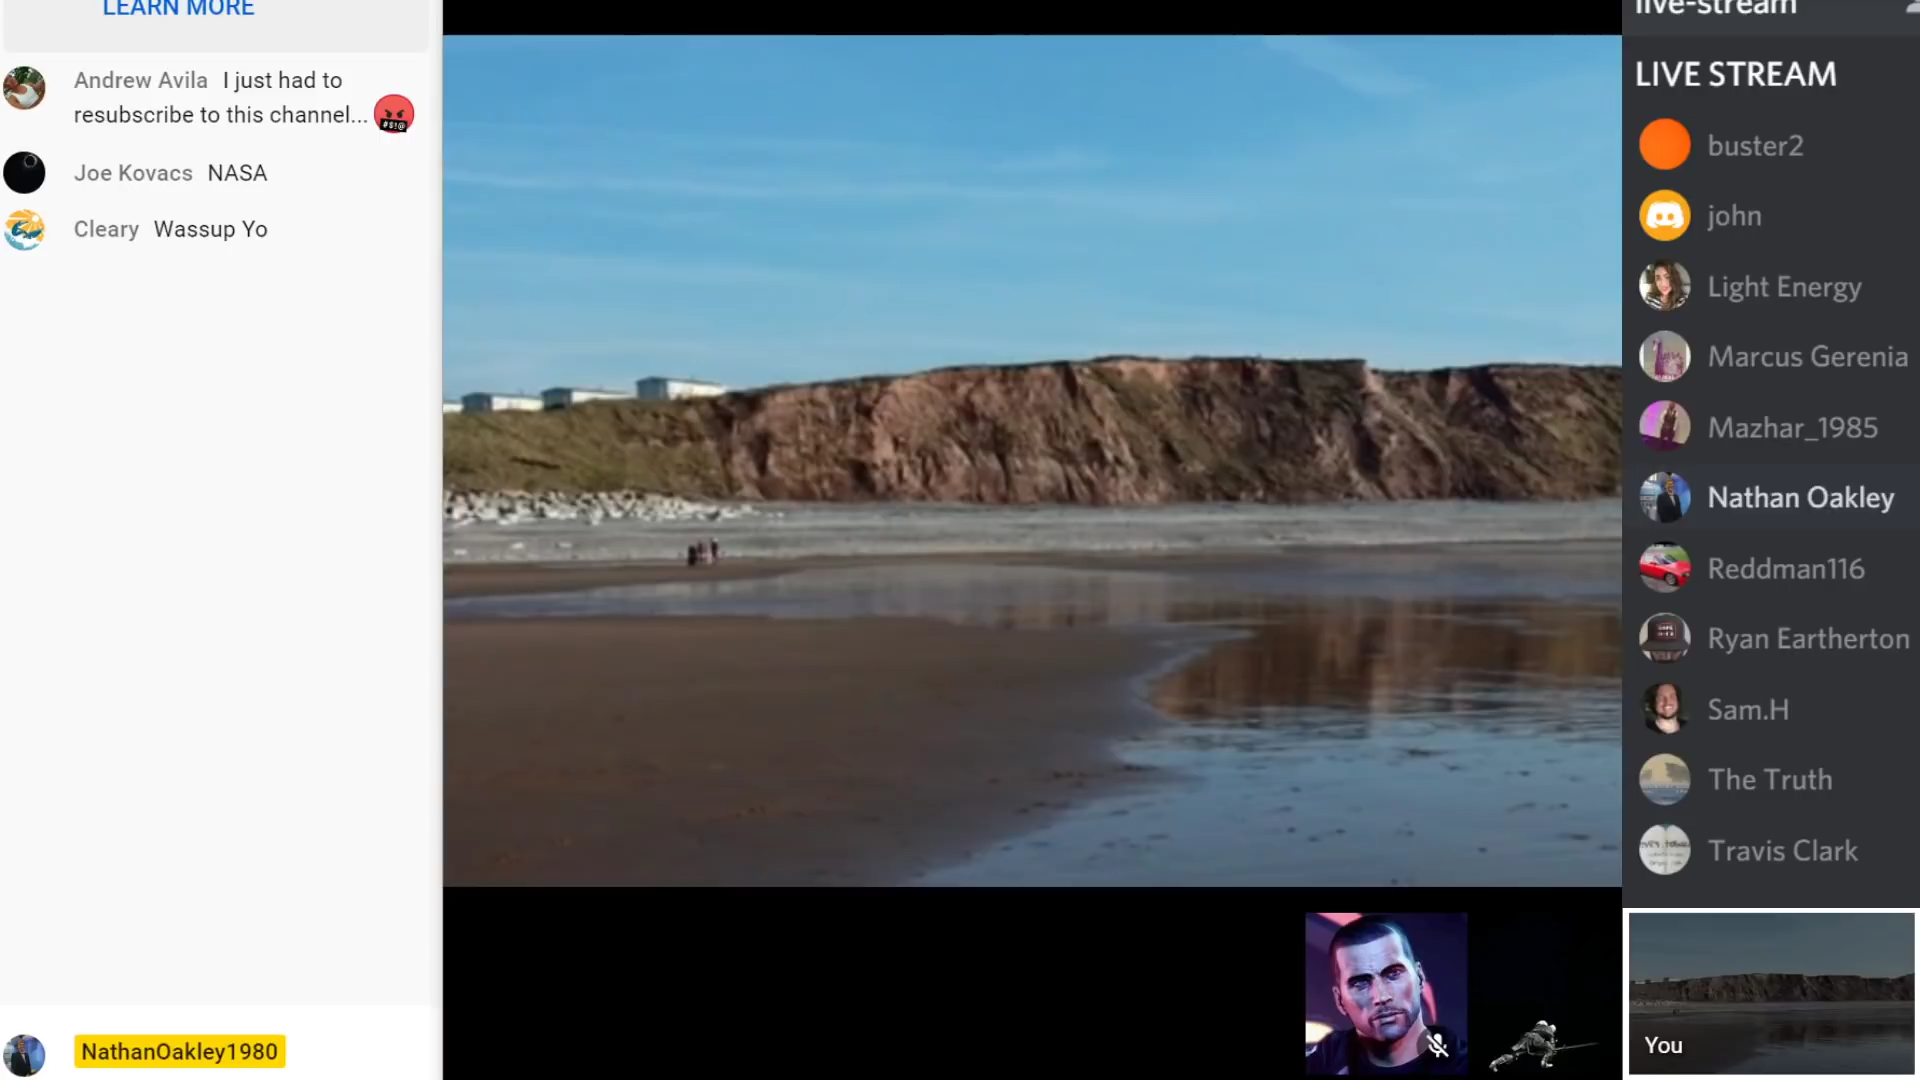 LEARN MORE
Andrew Avila I just had to
resubscribe to this channel...
Joe Kovacs NASA
Cleary Wassup Yo
NathanOakley1980
live-stream
LIVE STREAM
buster2
john
Light Energy
Marcus Gerenia
Mazhar_1985
Nathan Oakley
Reddman116
Ryan Eartherton
Sam.H
The Truth
Travis Clark
You